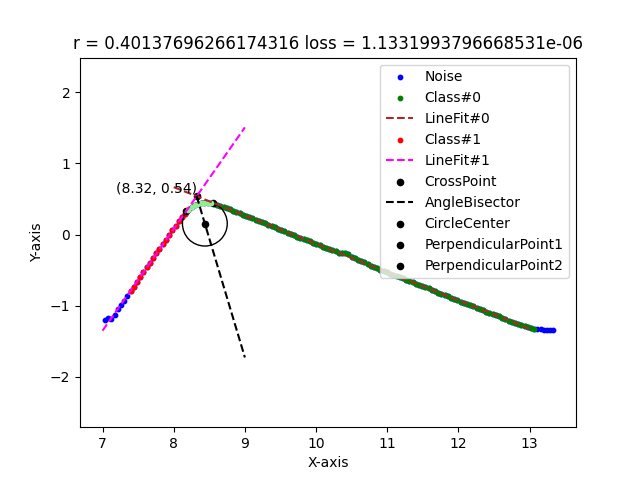 r = 0.40137696266174316 loss = 1.1331993796668531e-06
Noise
Class#0
LineFit#0
Class#1
LineFit#1
CrossPoint
AngleBisector
CircleCenter
PerpendicularPoint1
PerpendicularPoint2
(8.32, 0.54)
2
1
0
−1
−2
Y-axis
7 8 9 10 11 12 13
X-axis